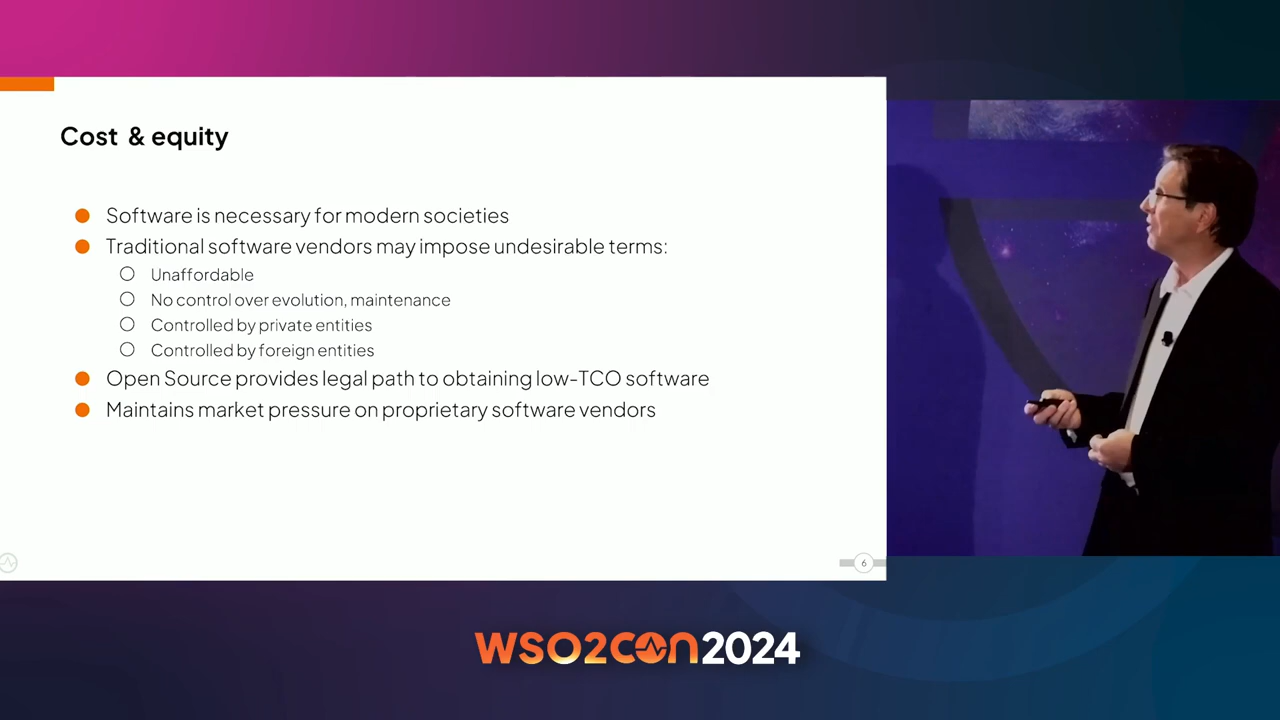 Cost & equity
Software is necessary for modern societies
Traditional software vendors may impose undesirable terms:
Unaffordable
No control over evolution, maintenance
Controlled by private entities
Controlled by foreign entities
Open Source provides legal path to obtaining low-TCO software
Maintains market pressure on proprietary software vendors
6
WSO2CON2024